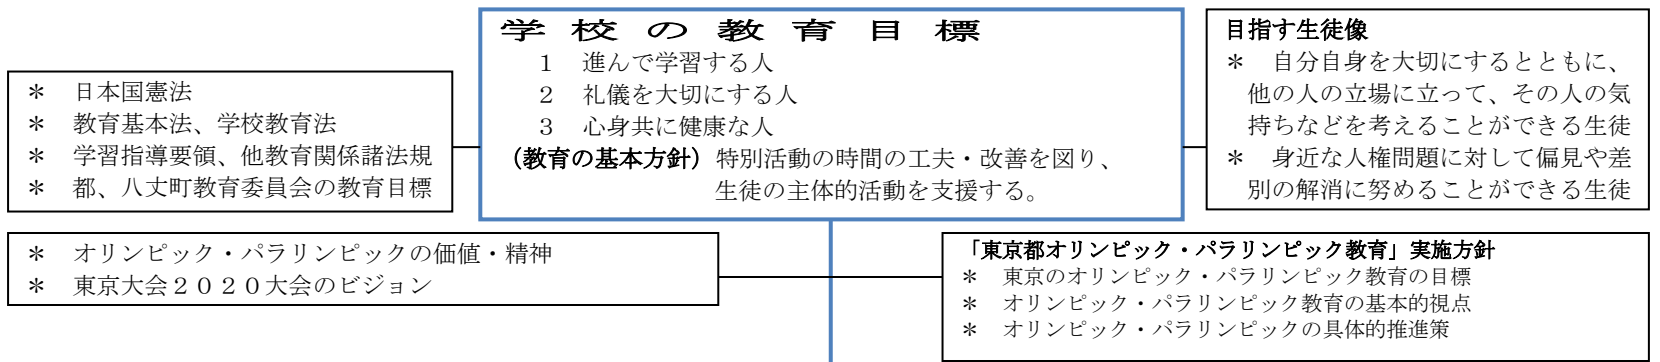 学校の教育目標
１　進んで学習する人
２　礼儀を大切にする人
３　心身共に健康な人
（教育の基本方針）特別活動の時間の工夫・改善を図り、
生徒の主体的活動を支援する。
＊　日本国憲法
＊　教育基本法、学校教育法
＊　学習指導要領、他教育関係諸法規
＊　都、八丈町教育委員会の教育目標
目指す生徒像
＊　自分自身を大切にするとともに、
他の人の立場に立って、その人の気
持ちなどを考えることができる生徒
＊　身近な人権問題に対して偏見や差
別の解消に努めることができる生徒
＊　オリンピック・パラリンピックの価値・精神
＊　東京大会２０２０大会のビジョン
「東京都オリンピック・パラリンピック教育」実施方針
＊　東京のオリンピック・パラリンピック教育の目標
＊　オリンピック・パラリンピック教育の基本的視点
＊　オリンピック・パラリンピックの具体的推進策